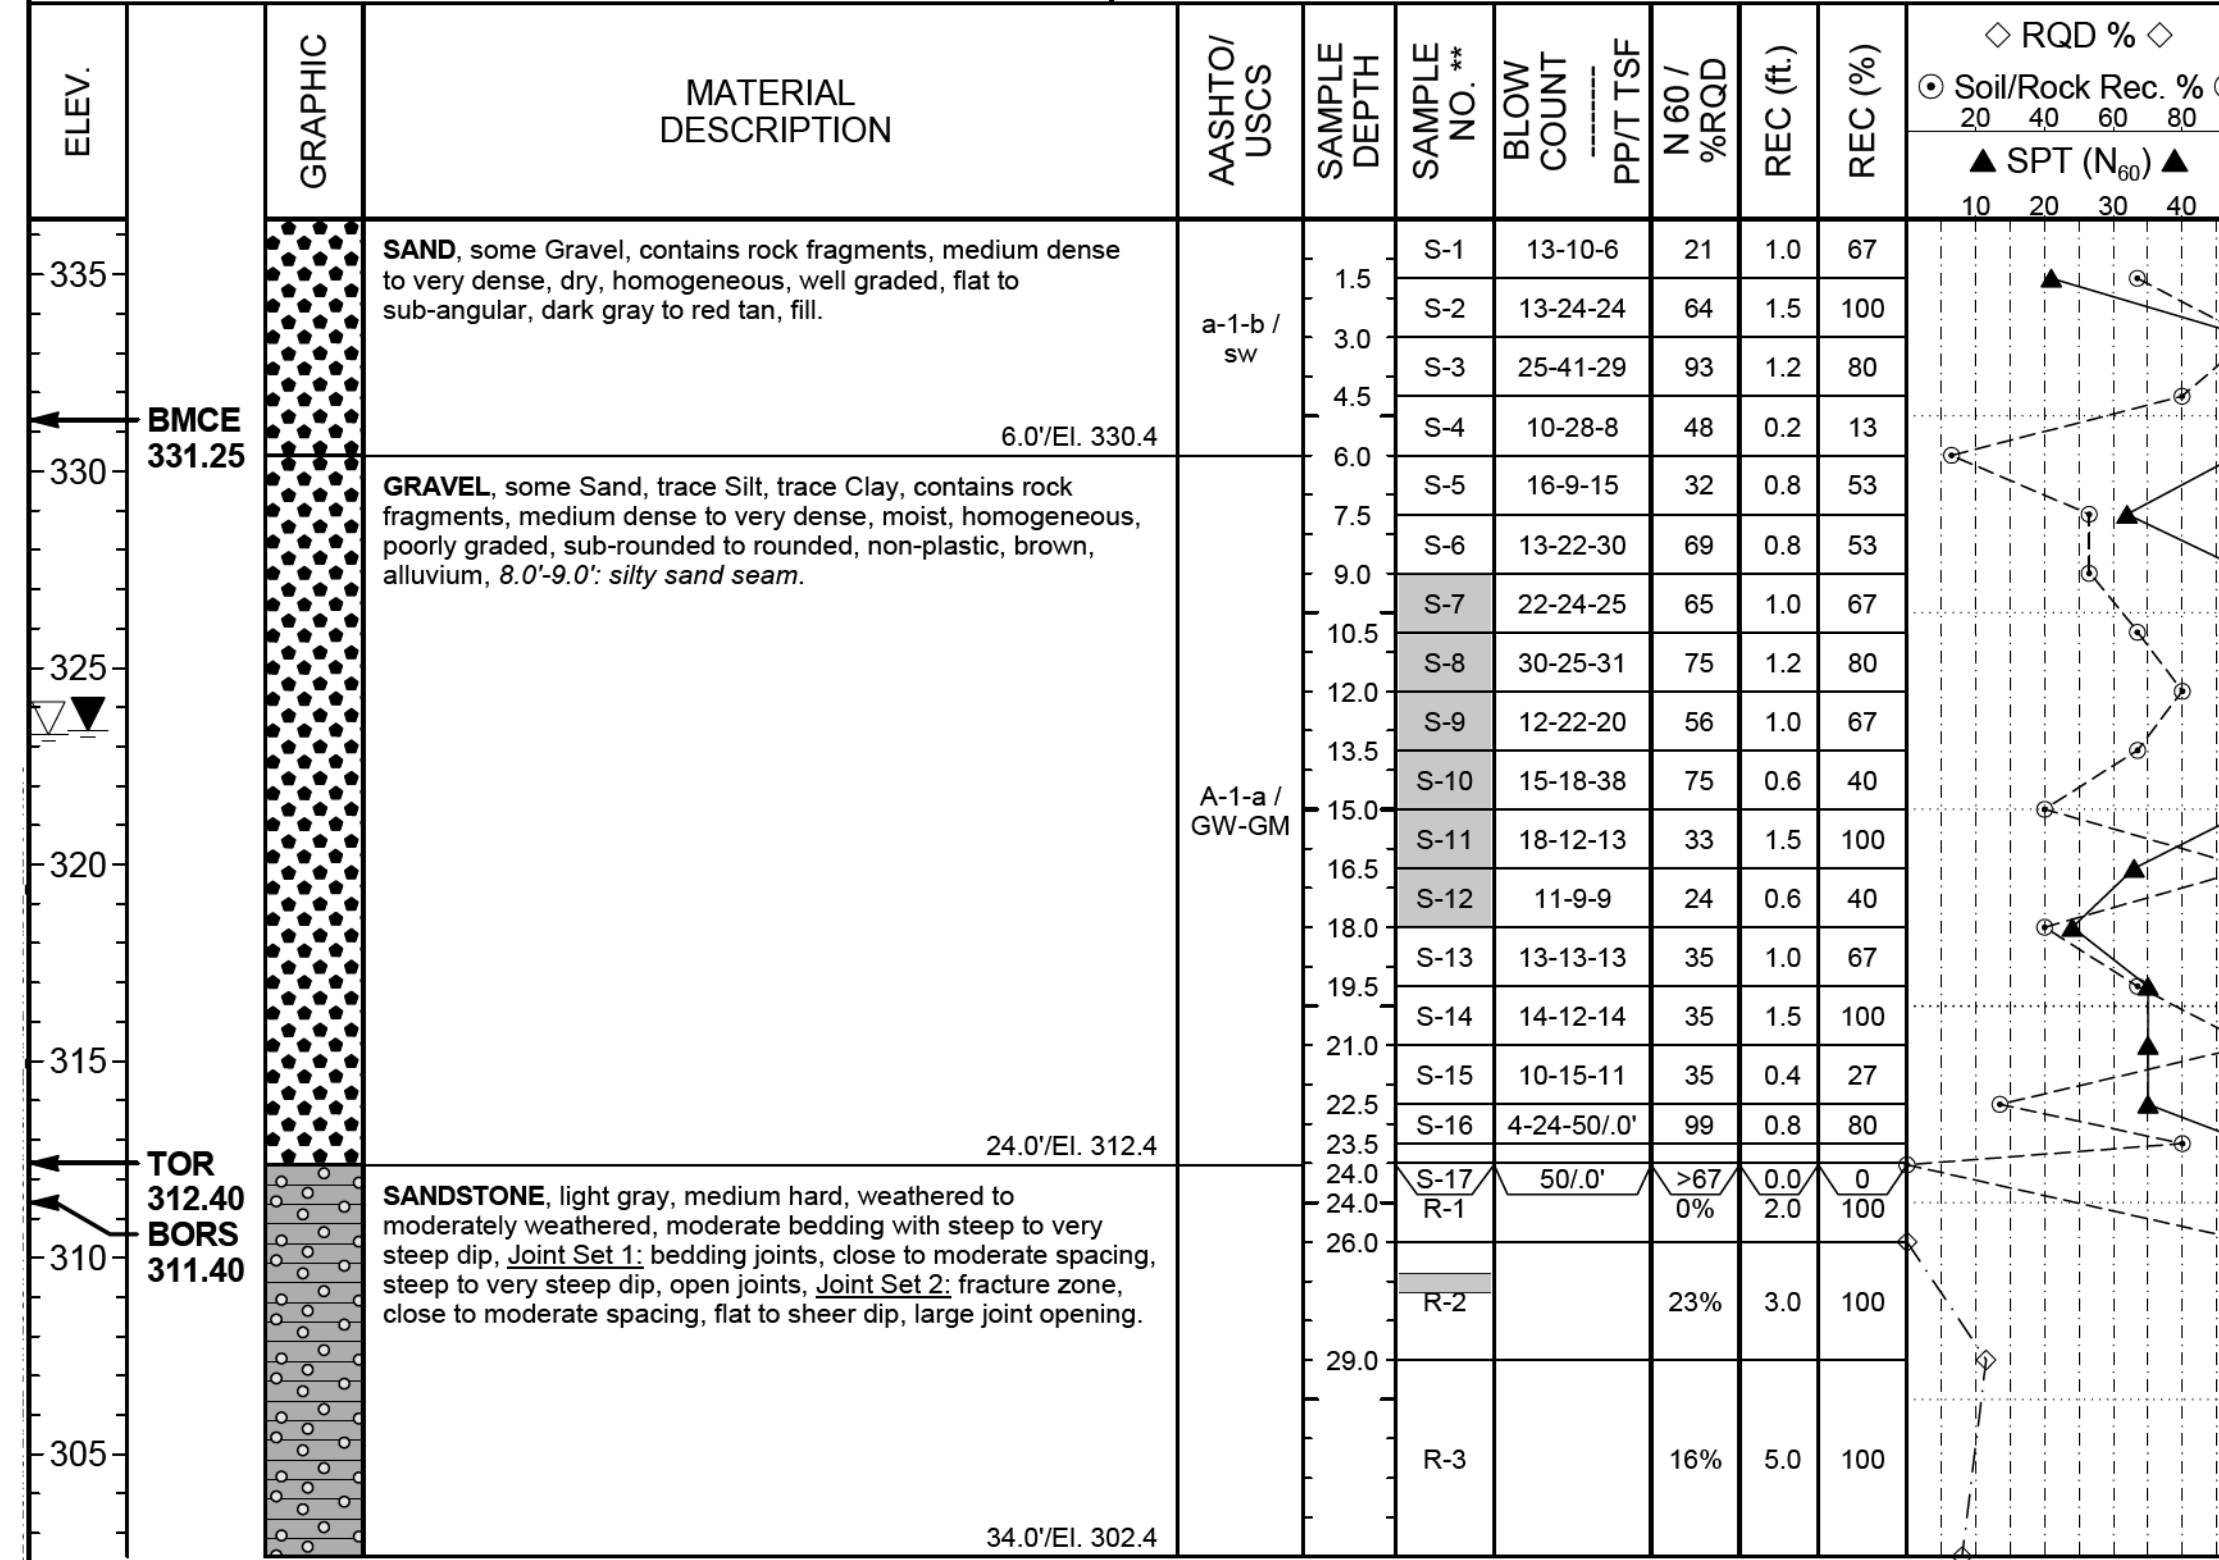 ELEV.
GRAPHIC
MATERIAL
DESCRIPTION
AASHTO/
USCS
SAMPLE
DEPTH
SAMPLE
NO. **
BLOW
COUNT
---------
PP/T TSF
N 60 /
%RQD
REC (ft.)
REC (%)
RQD %
Soil/Rock Rec. %
20 40 60 80
SPT (N60)
10 20 30 40
335
330
325
320
315
310
305
BMCE
331.25
TOR
312.40
BORS
311.40
SAND, some Gravel, contains rock fragments, medium dense
to very dense, dry, homogeneous, well graded, flat to
sub-angular, dark gray to red tan, fill.
6.0'/El. 330.4
a-1-b /
sw
GRAVEL, some Sand, trace Silt, trace Clay, contains rock
fragments, medium dense to very dense, moist, homogeneous,
poorly graded, sub-rounded to rounded, non-plastic, brown,
alluvium, 8.0'-9.0': silty sand seam.
24.0'/El. 312.4
A-1-a /
GW-GM
SANDSTONE, light gray, medium hard, weathered to
moderately weathered, moderate bedding with steep to very
steep dip, Joint Set 1: bedding joints, close to moderate spacing,
steep to very steep dip, open joints, Joint Set 2: fracture zone,
close to moderate spacing, flat to sheer dip, large joint opening.
34.0'/El. 302.4
S-1 13-10-6 21 1.0 67
1.5
S-2 13-24-24 64 1.5 100
3.0
S-3 25-41-29 93 1.2 80
4.5
S-4 10-28-8 48 0.2 13
6.0
S-5 16-9-15 32 0.8 53
7.5
S-6 13-22-30 69 0.8 53
9.0
S-7 22-24-25 65 1.0 67
10.5
S-8 30-25-31 75 1.2 80
12.0
S-9 12-22-20 56 1.0 67
13.5
S-10 15-18-38 75 0.6 40
15.0
S-11 18-12-13 33 1.5 100
16.5
S-12 11-9-9 24 0.6 40
18.0
S-13 13-13-13 35 1.0 67
19.5
S-14 14-12-14 35 1.5 100
21.0
S-15 10-15-11 35 0.4 27
22.5
S-16 4-24-50/.0' 99 0.8 80
23.5
24.0 S-17 50/.0' >67 0.0 0
24.0 R-1 0% 2.0 100
26.0
R-2 23% 3.0 100
29.0
R-3 16% 5.0 100